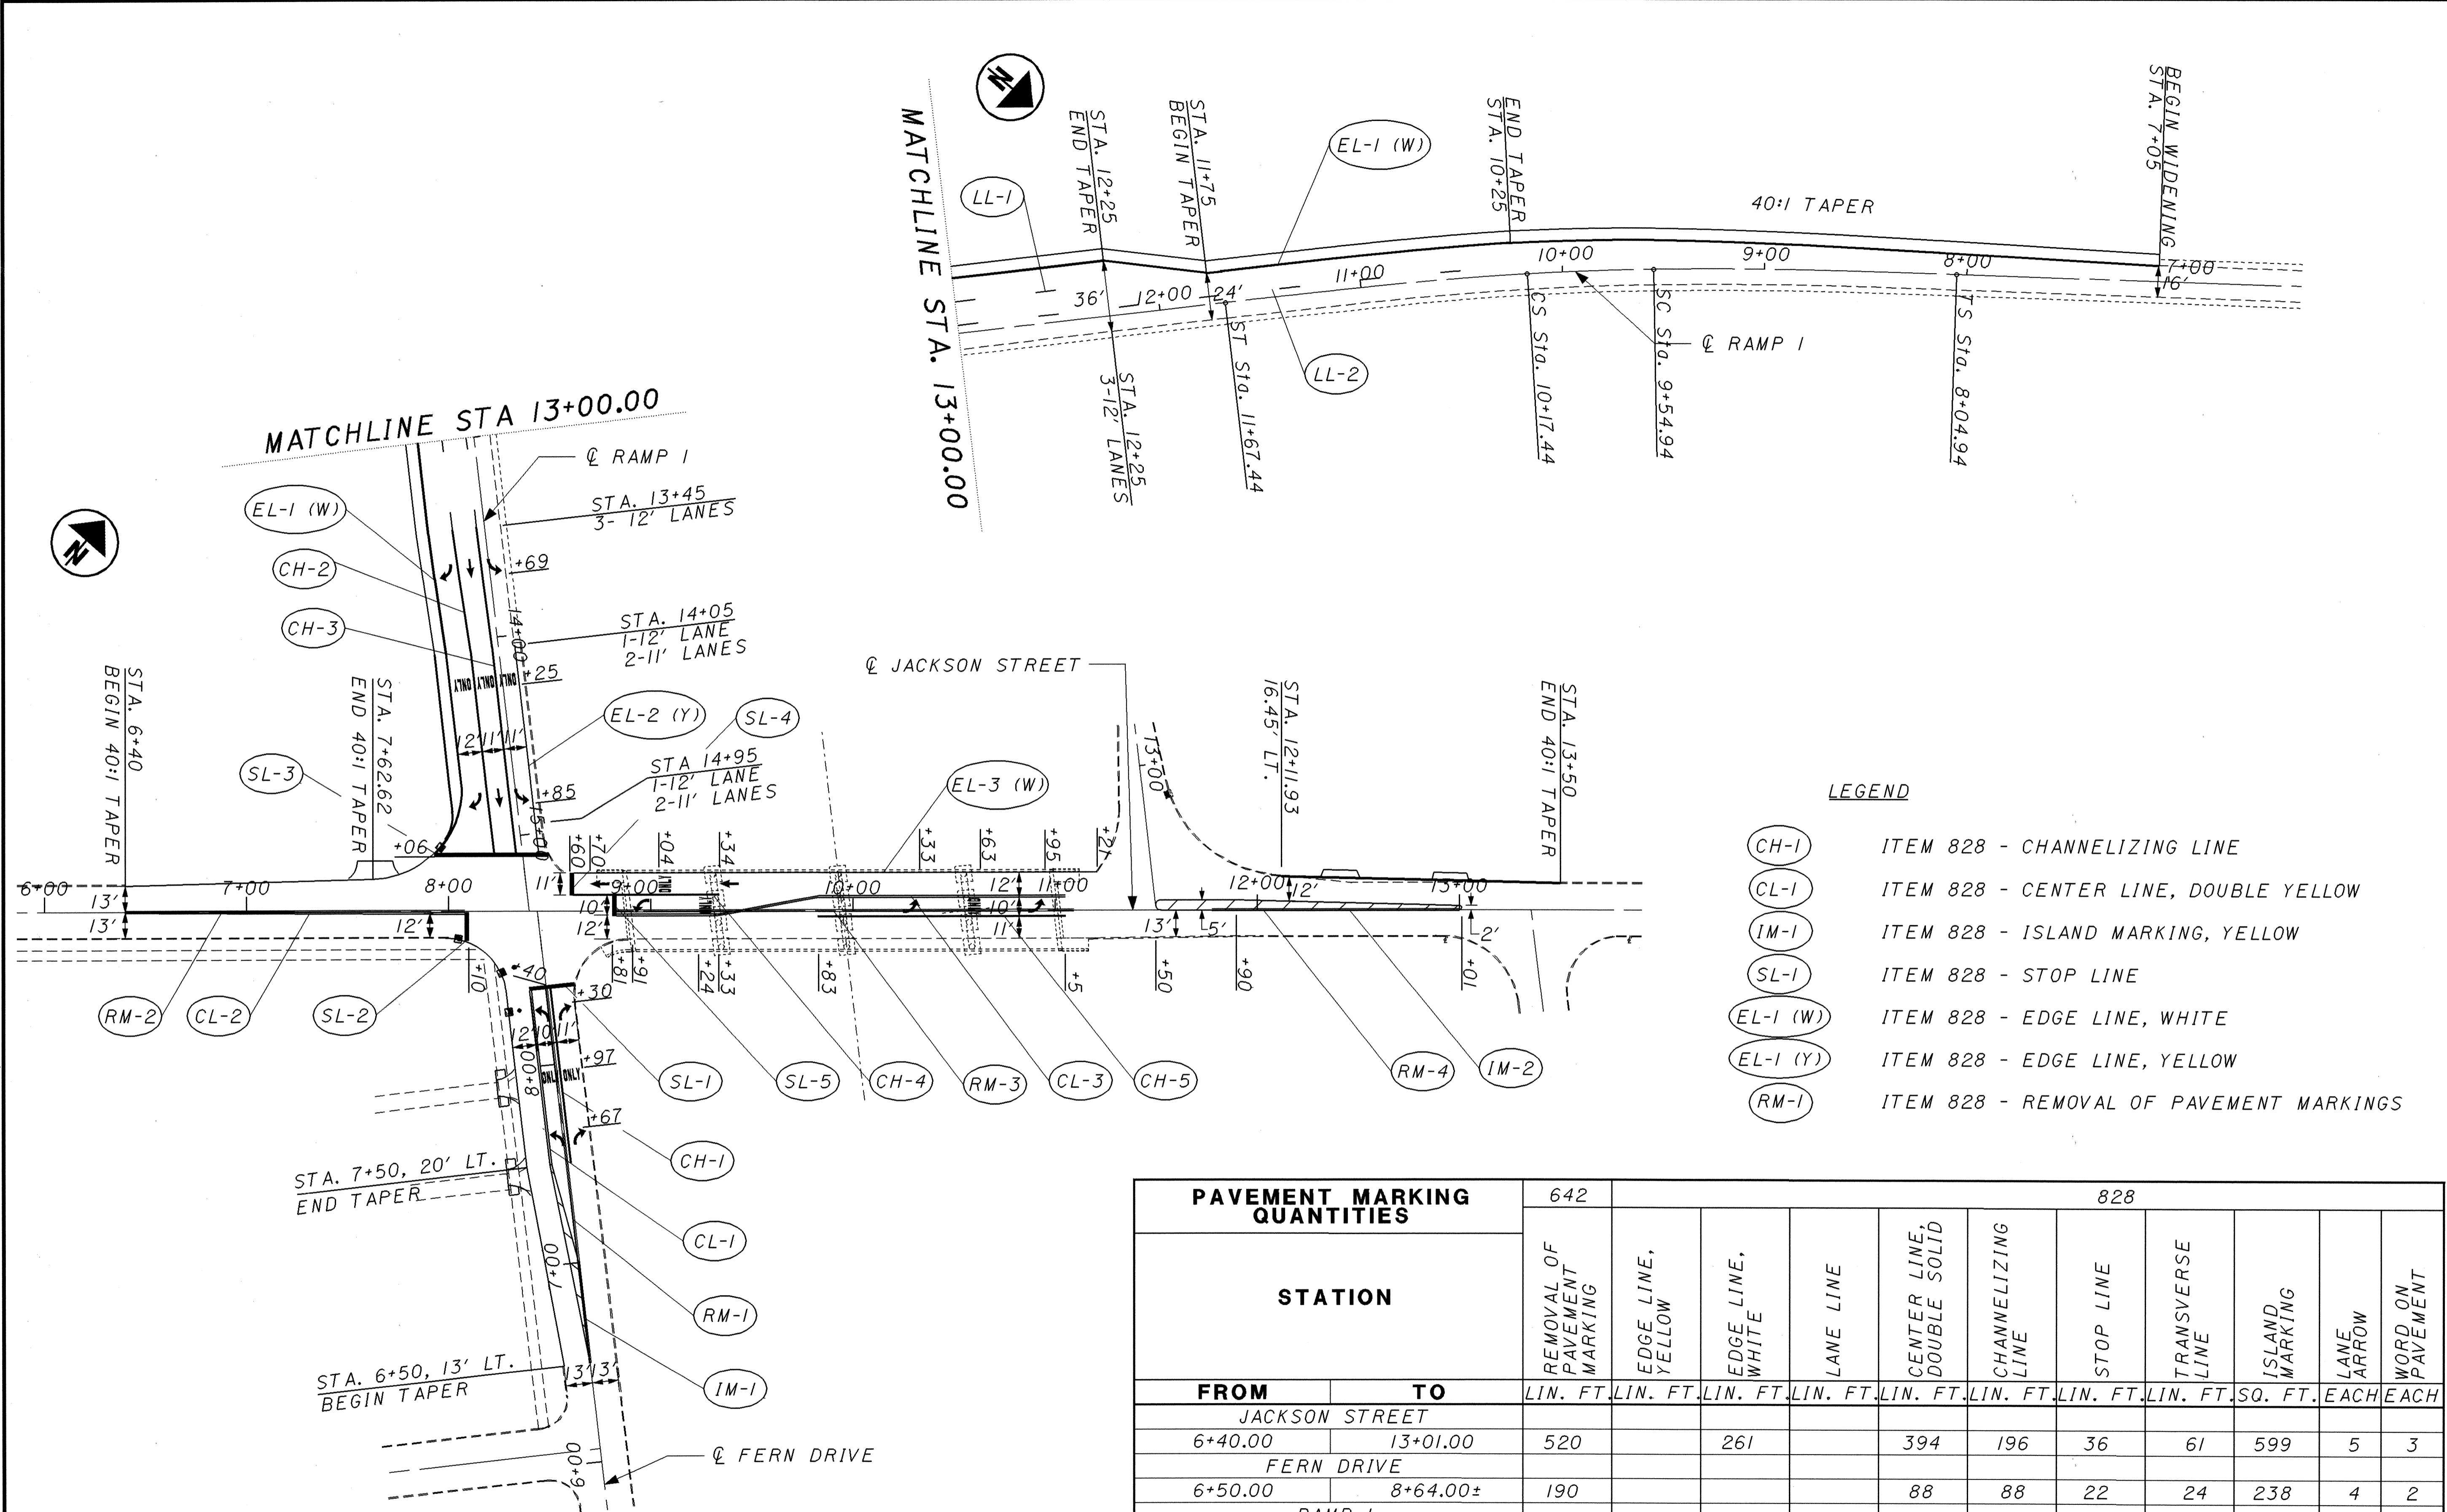 N
MATCHLINE STA. 13+00.00
STA. 12+25
END TAPER
STA. 11+75
BEGIN TAPER
EL-1 (W)
LL-1
END TAPER
STA. 10+25
40:1 TAPER
BEGIN WIDENING
STA. 7+05
36'
12+00
24'
11+00
10+00
9+00
8+00
7+00
16'
STA. 12+25
3-12' LANES
ST Sta. 11+67.44
LL-2
CS Sta. 10+17.44
SC Sta. 9+54.94
TS Sta. 8+04.94
℄ RAMP 1
MATCHLINE STA 13+00.00
N
℄ RAMP 1
EL-1 (W)
STA. 13+45
3- 12' LANES
CH-2
+69
CH-3
14+00
STA. 14+05
1-12' LANE
2-11' LANES
ONLY
ONLY
ONLY
+25
EL-2 (Y)
SL-4
12'
11'
11'
STA 14+95
1-12' LANE
2-11' LANES
SL-3
+85
15+00
+06
STA. 6+40
BEGIN 40:1 TAPER
STA. 7+62.62
END 40:1 TAPER
℄ JACKSON STREET
13+00
STA. 12+11.93
16.45' LT.
STA. 13+50
END 40:1 TAPER
EL-3 (W)
+60
+70
+04
+34
+33
+63
+95
+21
6+00
7+00
8+00
9+00
10+00
11+00
12+00
13+00
13'
13'
12'
11'
10'
12'
ONLY
ONLY
ONLY
12'
10'
11'
12'
13'
5'
2'
+10
+81
+91
+24
+33
+83
+5
+50
+90
+01
RM-2
CL-2
SL-2
+40
+30
12'
10'
11'
8+00
ONLY
ONLY
+97
+67
SL-1
SL-5
CH-4
RM-3
CL-3
CH-5
RM-4
IM-2
CH-1
STA. 7+50, 20' LT.
END TAPER
CL-1
7+00
RM-1
STA. 6+50, 13' LT.
BEGIN TAPER
13'
13'
IM-1
6+00
℄ FERN DRIVE
LEGEND
CH-1 ITEM 828 - CHANNELIZING LINE
CL-1 ITEM 828 - CENTER LINE, DOUBLE YELLOW
IM-1 ITEM 828 - ISLAND MARKING, YELLOW
SL-1 ITEM 828 - STOP LINE
EL-1 (W) ITEM 828 - EDGE LINE, WHITE
EL-1 (Y) ITEM 828 - EDGE LINE, YELLOW
RM-1 ITEM 828 - REMOVAL OF PAVEMENT MARKINGS
PAVEMENT MARKING
QUANTITIES
642
828
STATION
REMOVAL OF
PAVEMENT
MARKING
EDGE LINE,
YELLOW
EDGE LINE,
WHITE
LANE LINE
CENTER LINE,
DOUBLE SOLID
CHANNELIZING
LINE
STOP LINE
TRANSVERSE
LINE
ISLAND
MARKING
LANE
ARROW
WORD ON
PAVEMENT
FROM TO LIN. FT. LIN. FT. LIN. FT. LIN. FT. LIN. FT. LIN. FT. LIN. FT. LIN. FT. SQ. FT. EACH EACH
JACKSON STREET
6+40.00 13+01.00 520 261 394 196 36 61 599 5 3
FERN DRIVE
6+50.00 8+64.00± 190 88 88 22 24 238 4 2
RAMP 1